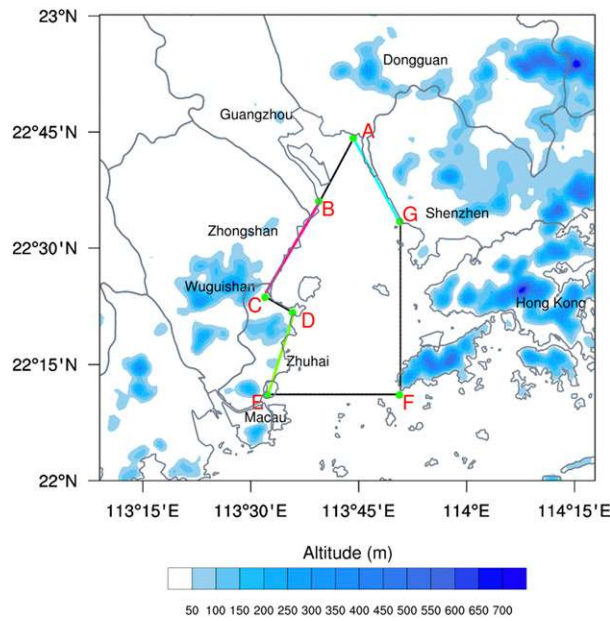 23°N
Dongguan
Guangzhou
A
22°45'N
B
G
Shenzhen
Zhongshan
22°30'N
Wuguishan
C
D
Hong Kong
22°15'N
Zhuhai
E
F
Macau
22°N
113°15'E 113°30'E 113°45'E 114°E 114°15'E
Altitude (m)
50 100 150 200 250 300 350 400 450 500 550 600 650 700